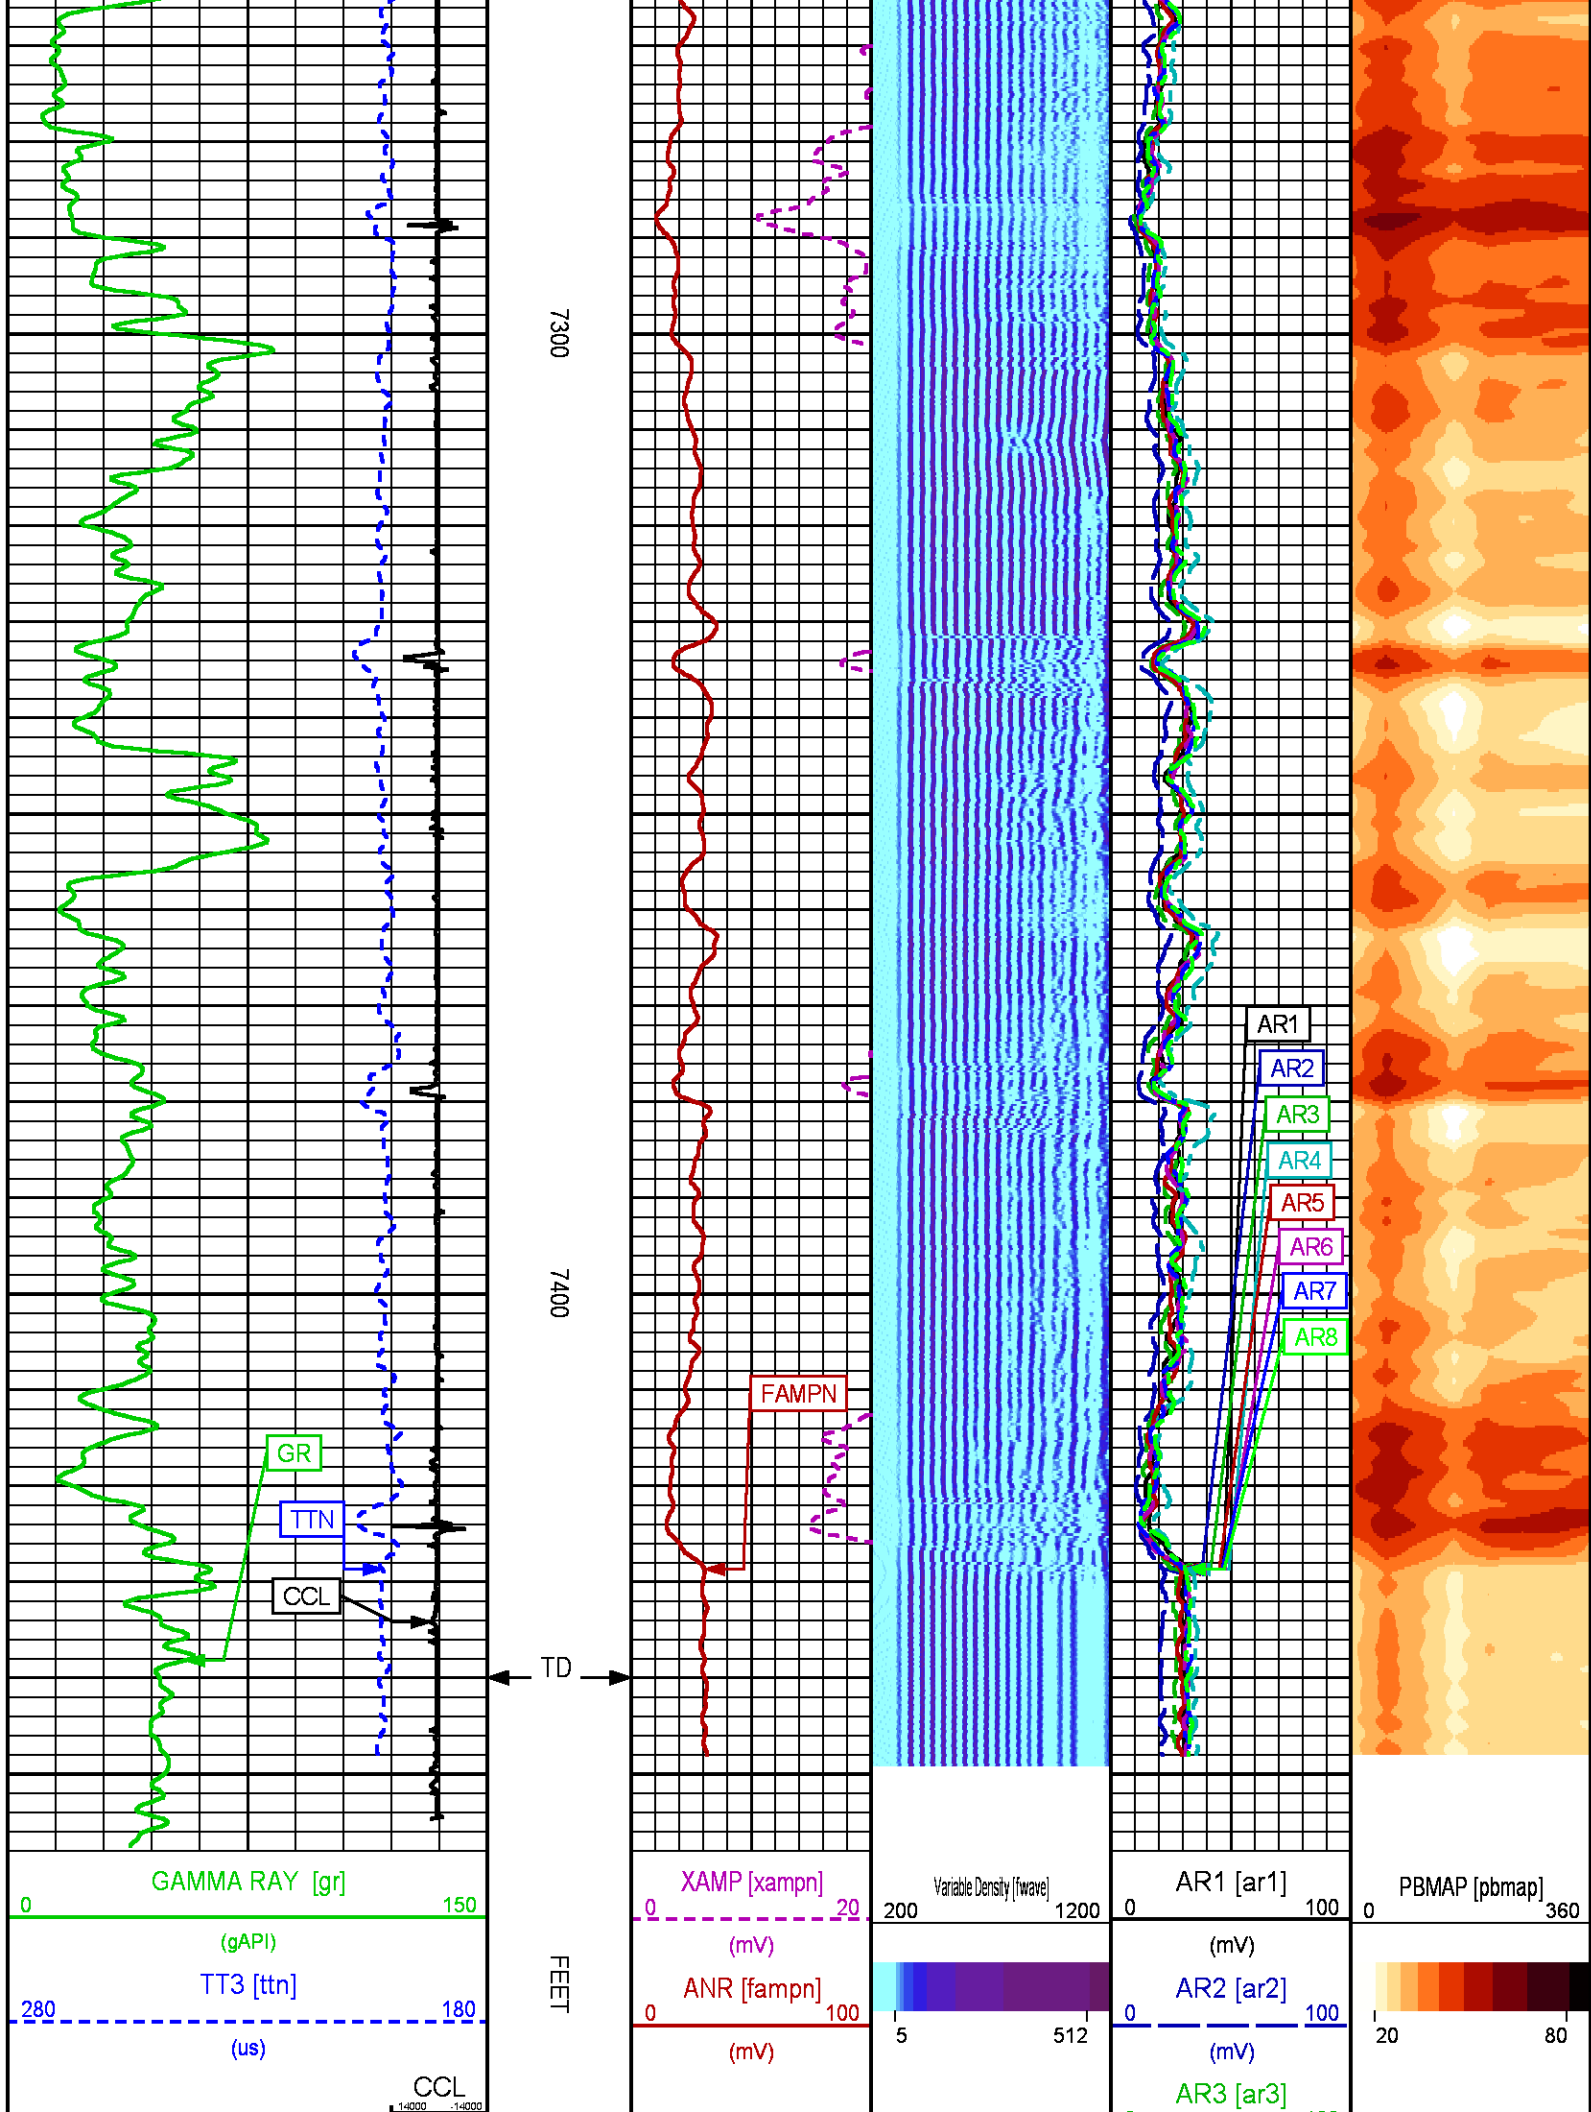 7300
AR1
AR2
AR3
AR4
AR5
AR6
7400
AR7
AR8
FAMPN
GR
TTN
CCL
TD
GAMMA RAY [gr]
0 150
(gAPI)
TT3 [ttn]
280 180
(us)
CCL
14000 -14000
FEET
XAMP [xampn]
0 20
(mV)
ANR [fampn]
0 100
(mV)
Variable Density [fwave]
200 1200
5 512
AR1 [ar1]
0 100
(mV)
AR2 [ar2]
0 100
(mV)
AR3 [ar3]
PBMAP [pbmap]
0 360
20 80